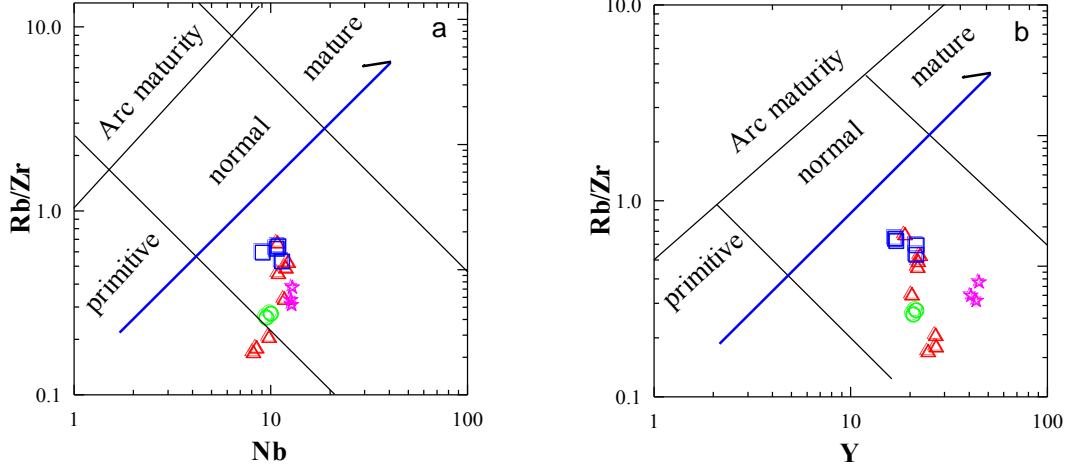 a
10.0
1.0
0.1
Rb/Zr
Arc maturity
mature
normal
primitive
1
10
100
Nb
b
10.0
1.0
0.1
Rb/Zr
Arc maturity
mature
normal
primitive
1
10
100
Y